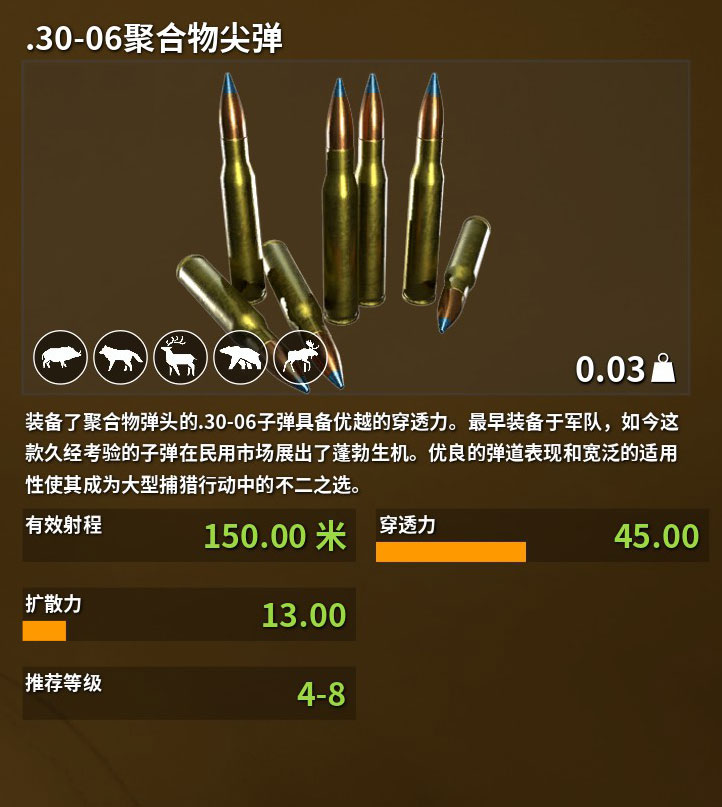 .30-06聚合物尖弹
0.03
装备了聚合物弹头的.30-06子弹具备优越的穿透力。最早装备于军队，如今这
款久经考验的子弹在民用市场展出了蓬勃生机。优良的弹道表现和宽泛的适用
性使其成为大型捕猎行动中的不二之选。
有效射程 150.00 米
穿透力 45.00
扩散力 13.00
推荐等级 4-8